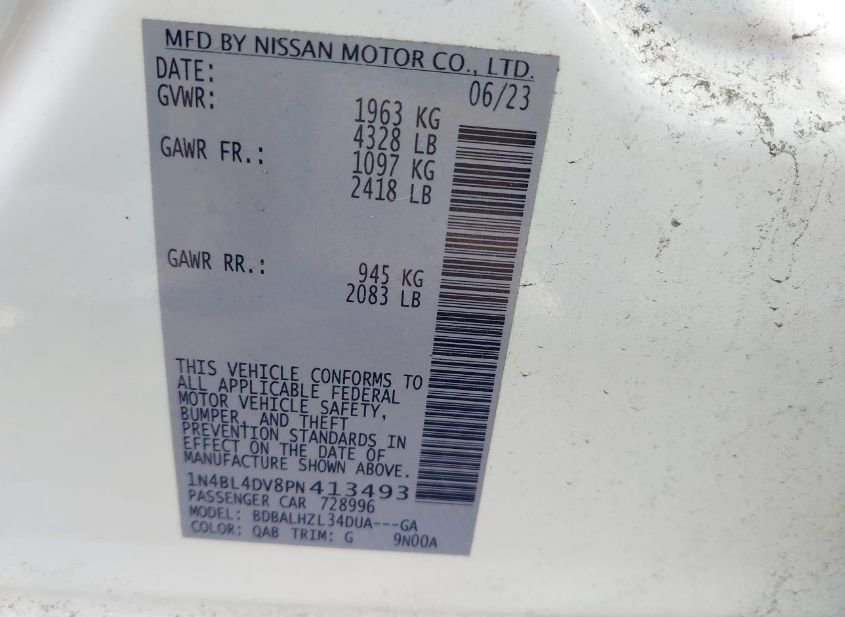 MFD BY NISSAN MOTOR CO., LTD.
DATE: 06/23
GVWR: 1963 KG
4328 LB
GAWR FR.: 1097 KG
2418 LB
GAWR RR.: 945 KG
2083 LB
THIS VEHICLE CONFORMS TO
ALL APPLICABLE FEDERAL
MOTOR VEHICLE SAFETY,
BUMPER, AND THEFT
PREVENTION STANDARDS IN
EFFECT ON THE DATE OF
MANUFACTURE SHOWN ABOVE.
1N4BL4DV8PN413493
PASSENGER CAR 728996
MODEL: BDBALHZL34DUA---GA
COLOR: QAB TRIM: G 9N00A